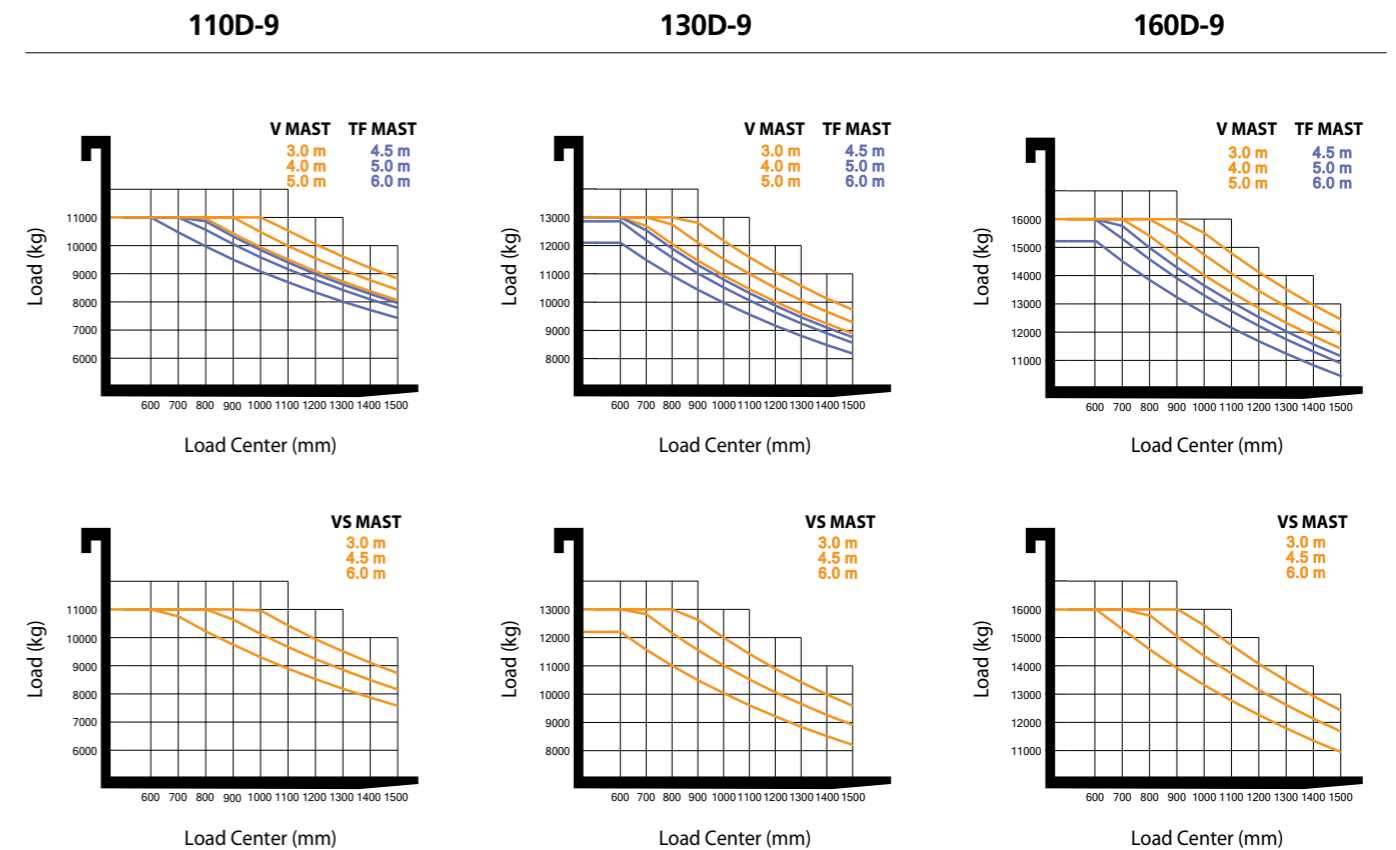 110D-9 130D-9 160D-9
V MAST TF MAST
3.0 m 4.5 m
4.0 m 5.0 m
5.0 m 6.0 m
Load (kg)
11000
10000
9000
8000
7000
6000
600 700 800 900 1000 1100 1200 1300 1400 1500
Load Center (mm)
V MAST TF MAST
3.0 m 4.5 m
4.0 m 5.0 m
5.0 m 6.0 m
Load (kg)
13000
12000
11000
10000
9000
8000
600 700 800 900 1000 1100 1200 1300 1400 1500
Load Center (mm)
V MAST TF MAST
3.0 m 4.5 m
4.0 m 5.0 m
5.0 m 6.0 m
Load (kg)
16000
15000
14000
13000
12000
11000
600 700 800 900 1000 1100 1200 1300 1400 1500
Load Center (mm)
VS MAST
3.0 m
4.5 m
6.0 m
Load (kg)
11000
10000
9000
8000
7000
6000
600 700 800 900 1000 1100 1200 1300 1400 1500
Load Center (mm)
VS MAST
3.0 m
4.5 m
6.0 m
Load (kg)
13000
12000
11000
10000
9000
8000
600 700 800 900 1000 1100 1200 1300 1400 1500
Load Center (mm)
VS MAST
3.0 m
4.5 m
6.0 m
Load (kg)
16000
15000
14000
13000
12000
11000
600 700 800 900 1000 1100 1200 1300 1400 1500
Load Center (mm)